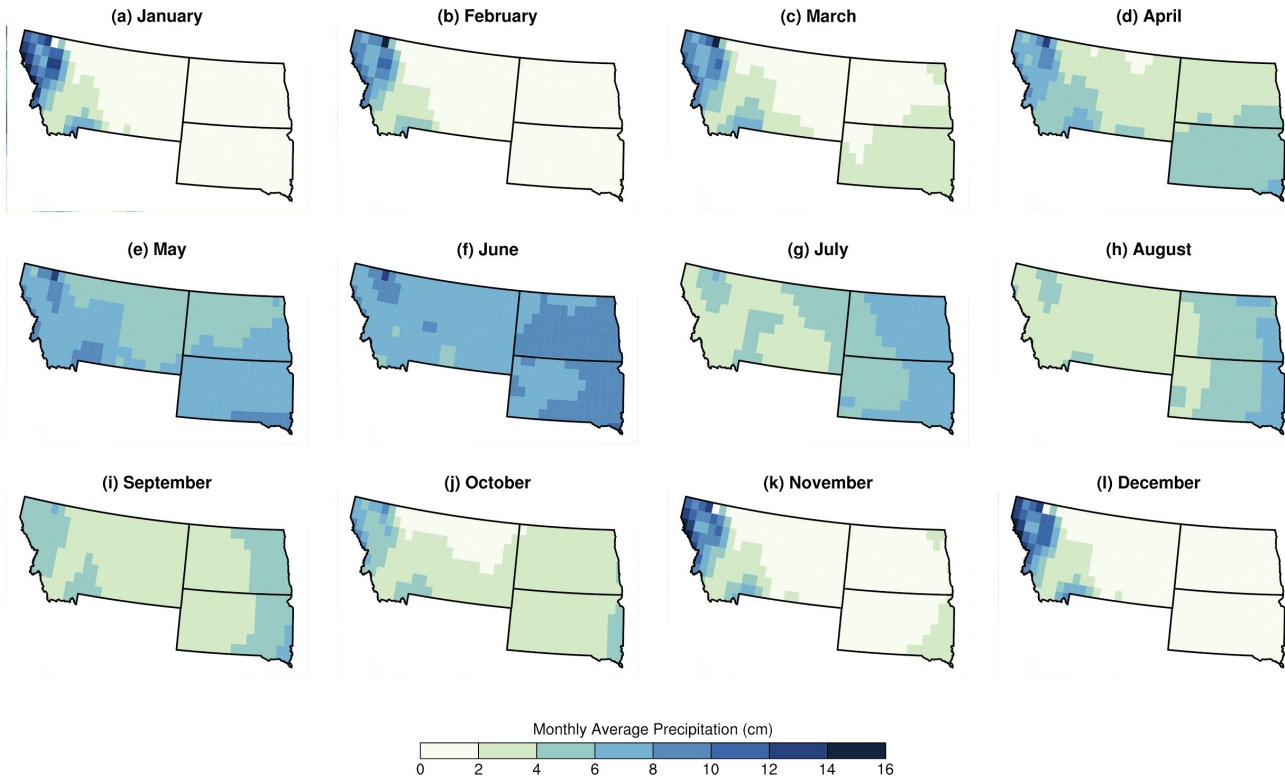 (a) January
(b) February
(c) March
(d) April
(e) May
(f) June
(g) July
(h) August
(i) September
(j) October
(k) November
(l) December
Monthly Average Precipitation (cm)
0 2 4 6 8 10 12 14 16